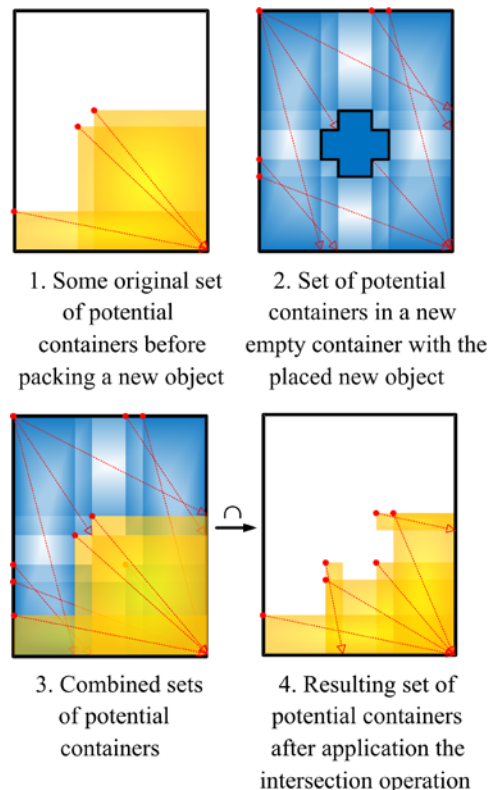 1. Some original set
of potential
containers before
packing a new object
2. Set of potential
containers in a new
empty container with the
placed new object
∩
3. Combined sets
of potential
containers
4. Resulting set of
potential containers
after application the
intersection operation